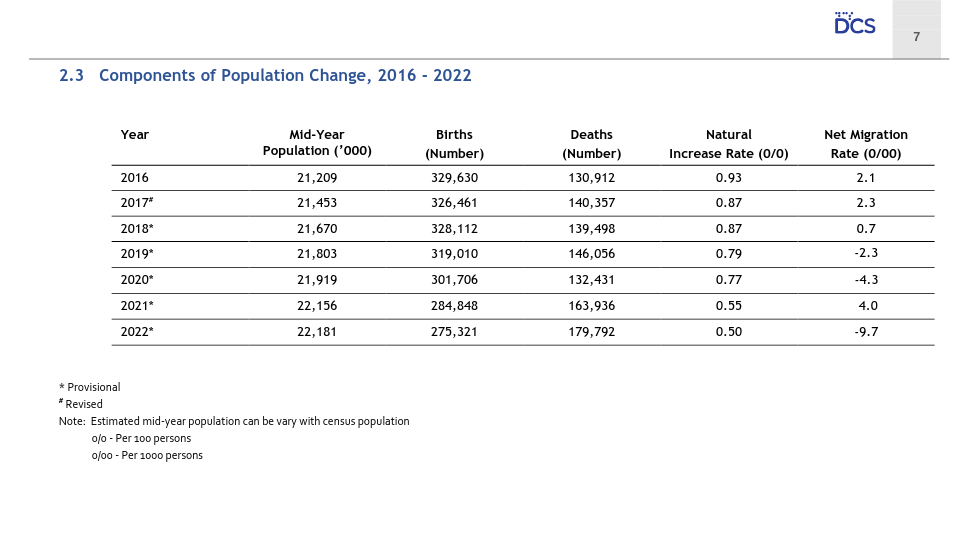 DCS
7
2.3 Components of Population Change, 2016 - 2022
Year Mid-Year Births Deaths Natural Net Migration
Population (’000) (Number) (Number) Increase Rate (0/0) Rate (0/00)
2016 21,209 329,630 130,912 0.93 2.1
2017# 21,453 326,461 140,357 0.87 2.3
2018* 21,670 328,112 139,498 0.87 0.7
2019* 21,803 319,010 146,056 0.79 -2.3
2020* 21,919 301,706 132,431 0.77 -4.3
2021* 22,156 284,848 163,936 0.55 4.0
2022* 22,181 275,321 179,792 0.50 -9.7
* Provisional
# Revised
Note: Estimated mid-year population can be vary with census population
0/0 - Per 100 persons
0/00 - Per 1000 persons